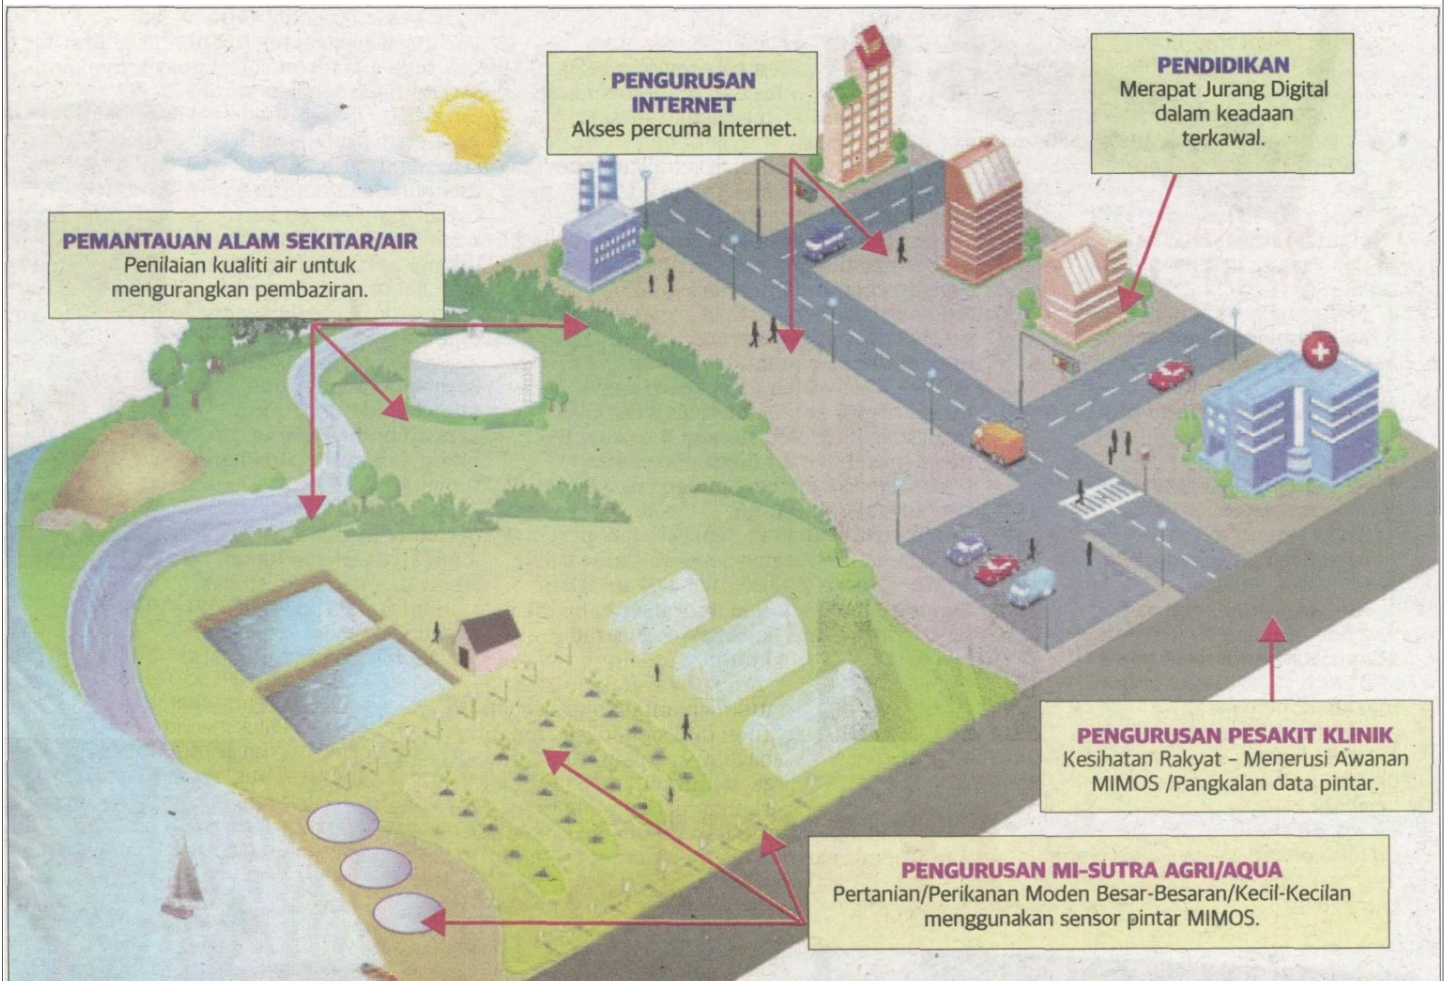 PENGURUSAN
INTERNET
Akses percuma Internet.
PENDIDIKAN
Merapat Jurang Digital
dalam keadaan
terkawal.
PEMANTAUAN ALAM SEKITAR/AIR
Penilaian kualiti air untuk
mengurangkan pembaziran.
PENGURUSAN PESAKIT KLINIK
Kesihatan Rakyat – Menerusi Awanan
MIMOS /Pangkalan data pintar.
PENGURUSAN MI-SUTRA AGRI/AQUA
Pertanian/Perikanan Moden Besar-Besaran/Kecil-Kecilan
menggunakan sensor pintar MIMOS.